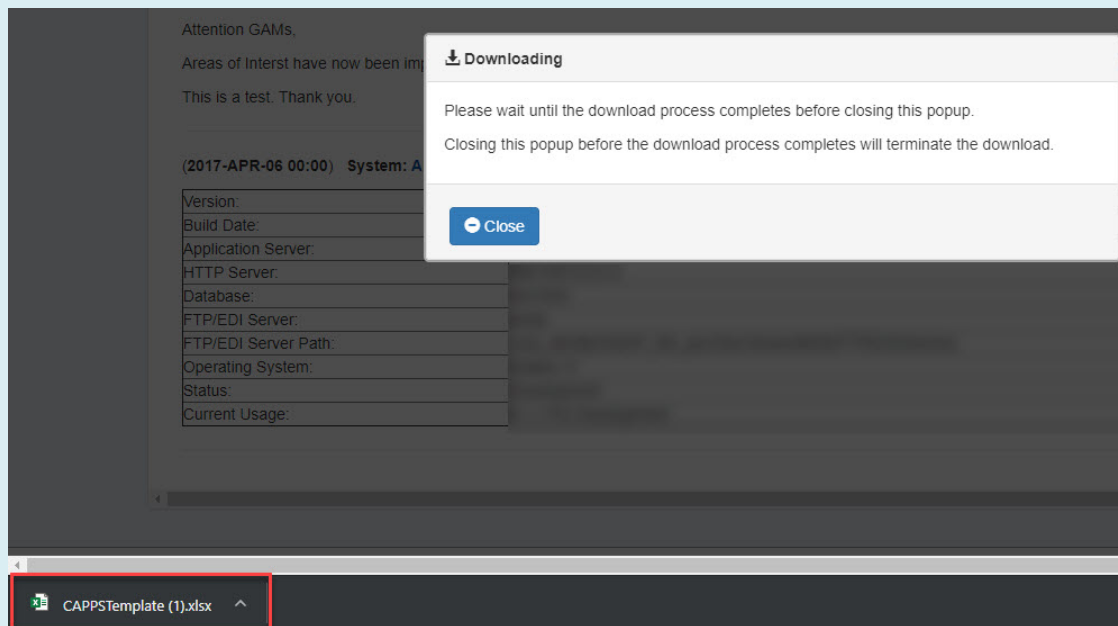 Attention GAMs,
Areas of Interst have now been
This is a test. Thank you.
Downloading
Please wait until the download process completes before closing this popup.
Closing this popup before the download process completes will terminate the download.
Close
(2017-APR-06 00:00) System: A
Version:
Build Date:
Application Server:
HTTP Server:
Database:
FTP/EDI Server:
FTP/EDI Server Path:
Operating System:
Status:
Current Usage:
CAPPSTemplate (1).xlsx